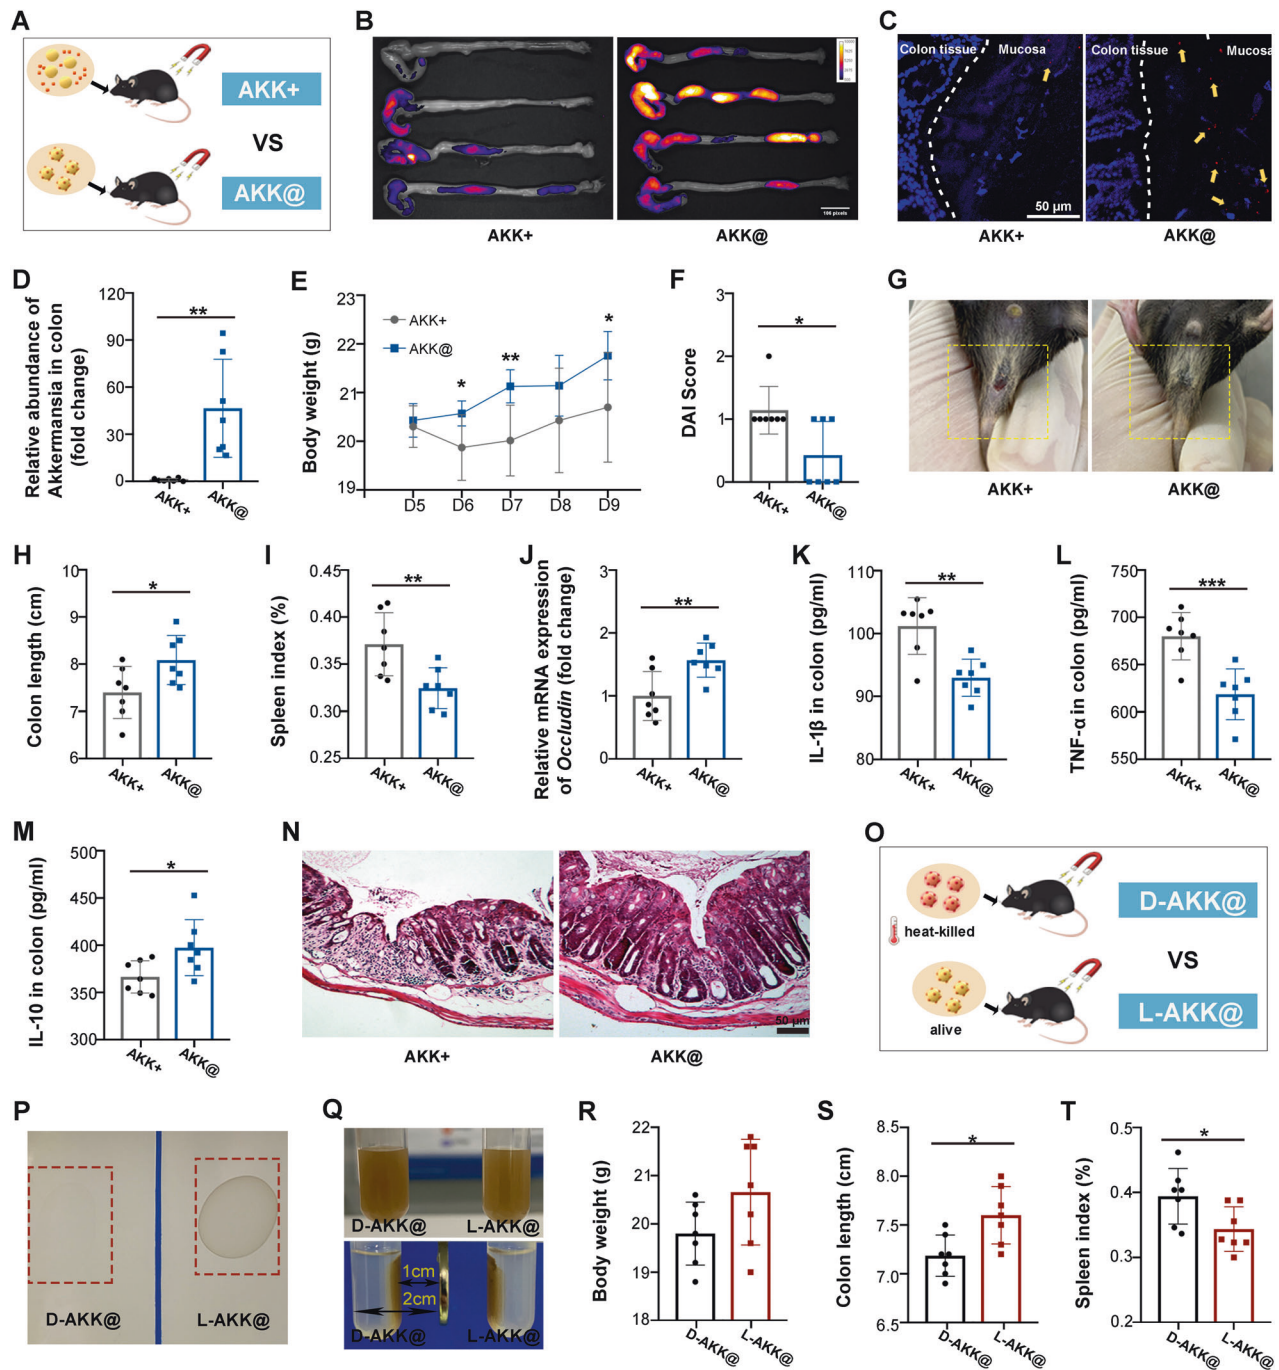 A
AKK+
VS
AKK@
B
AKK+
AKK@
100 pixels
C
Colon tissue
Mucosa
50 μm
Colon tissue
Mucosa
AKK+
AKK@
D
Relative abundance of
Akkermansia in colon
(fold change)
120
90
60
30
0
**
AKK+
AKK@
E
Body weight (g)
23
22
21
20
19
AKK+
AKK@
*
**
*
D5
D6
D7
D8
D9
F
DAI Score
3
2
1
0
*
AKK+
AKK@
G
AKK+
AKK@
H
Colon length (cm)
10
9
8
7
6
*
AKK+
AKK@
I
Spleen index (%)
0.45
0.40
0.35
0.30
0.25
**
AKK+
AKK@
J
Relative mRNA expression
of Occludin (fold change)
3
2
1
0
**
AKK+
AKK@
K
IL-1β in colon (pg/ml)
110
100
90
80
**
AKK+
AKK@
L
TNF-α in colon (pg/ml)
750
700
650
600
550
***
AKK+
AKK@
M
IL-10 in colon (pg/ml)
500
450
400
350
300
*
AKK+
AKK@
N
50 μm
AKK+
AKK@
O
heat-killed
D-AKK@
VS
alive
L-AKK@
P
D-AKK@
L-AKK@
Q
D-AKK@
L-AKK@
1cm
2cm
D-AKK@
L-AKK@
R
Body weight (g)
22
21
20
19
18
D-AKK@
L-AKK@
S
Colon length (cm)
8.5
8.0
7.5
7.0
6.5
*
D-AKK@
L-AKK@
T
Spleen index (%)
0.5
0.4
0.3
0.2
*
D-AKK@
L-AKK@